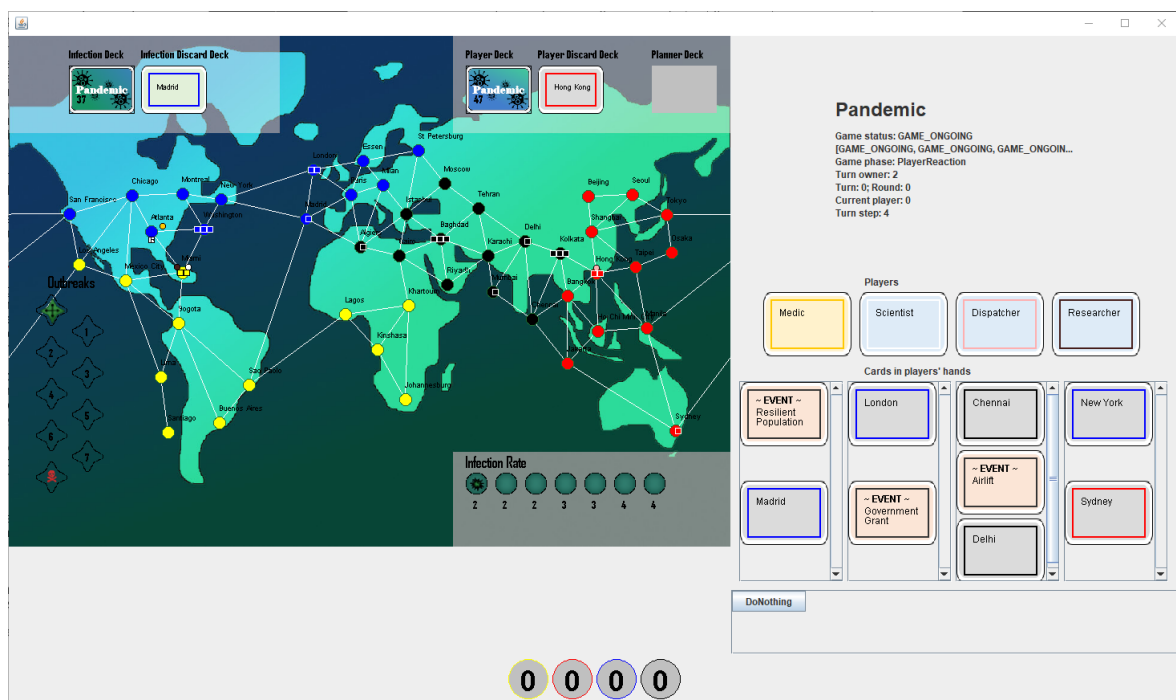 Infection Deck
Infection Discard Deck
Player Deck
Player Discard Deck
Planner Deck
Pandemic
37
Madrid
Pandemic
47
Hong Kong
Pandemic
Game status: GAME_ONGOING
[GAME_ONGOING, GAME_ONGOING, GAME_ONGOIN...
Game phase: PlayerReaction
Turn owner: 2
Turn: 0; Round: 0
Current player: 0
Turn step: 4
St Petersburg
Essen
London
Moscow
Milan
Paris
Chicago
Montreal
New York
Tehran
Beijing
Seoul
San Francisco
Istanbul
Tokyo
Atlanta
Washington
Madrid
Shanghai
Baghdad
Delhi
Algiers
Kolkata
Osaka
Los Angeles
Miami
Karachi
Hong Kong
Taipei
Mexico City
Riyadh
Mumbai
Bangkok
Outbreaks
Khartoum
Bogota
Lagos
Chennai
Manila
Kinshasa
Lima
Sao Paulo
Johannesburg
Buenos Aires
Santiago
Sydney
1
2
3
4
5
6
7
Infection Rate
2 2 2 3 3 4 4
Players
Medic
Scientist
Dispatcher
Researcher
Cards in players' hands
~ EVENT ~
Resilient
Population
London
Chennai
New York
~ EVENT ~
Airlift
Madrid
~ EVENT ~
Government
Grant
Sydney
Delhi
DoNothing
0 0 0 0